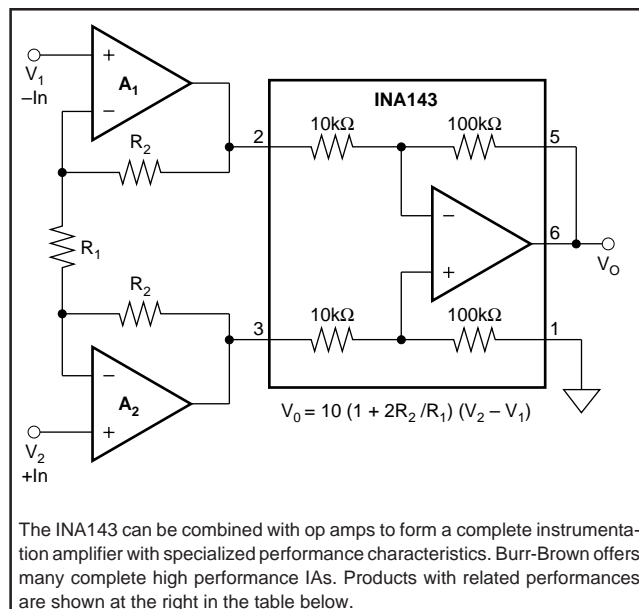 V1
–In
A1
R2
R1
R2
A2
V2
+In
INA143
10kΩ
100kΩ
2
5
6
VO
3
10kΩ
100kΩ
1
V0 = 10 (1 + 2R2 /R1) (V2 – V1)
+
–
–
+
–
+
The INA143 can be combined with op amps to form a complete instrumenta-
tion amplifier with specialized performance characteristics. Burr-Brown offers
many complete high performance IAs. Products with related performances
are shown at the right in the table below.